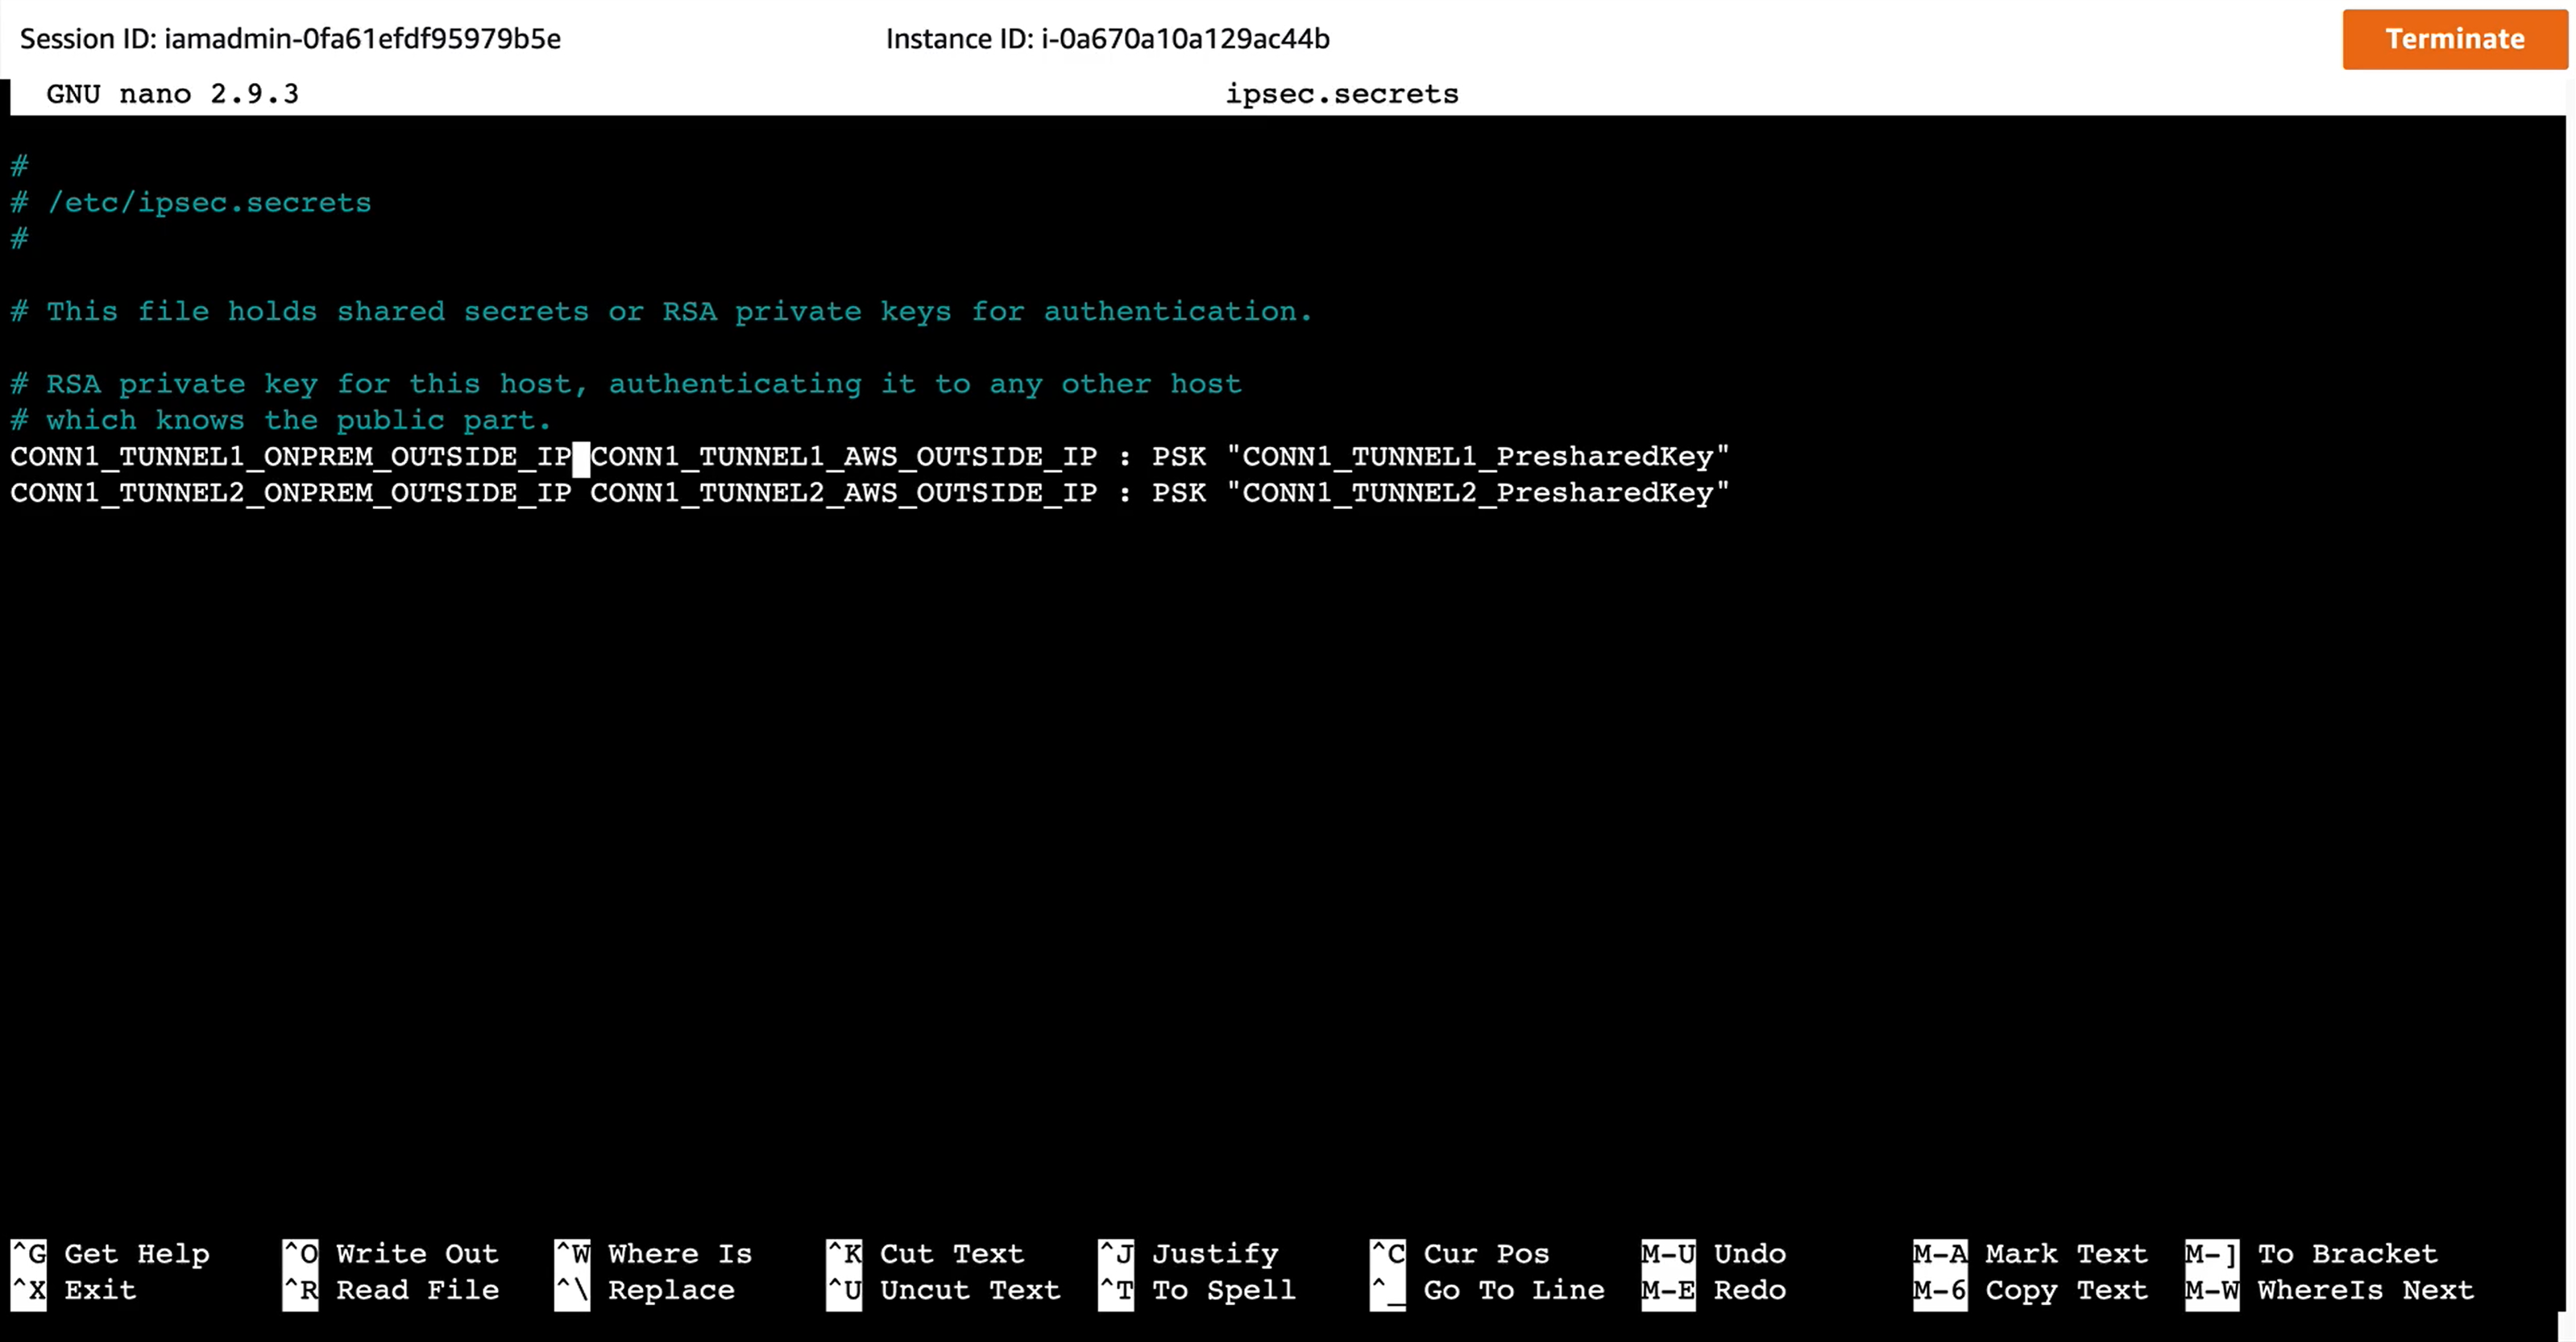 Session ID: iamadmin-0fa61efdf95979b5e Instance ID: i-0a670a10a129ac44b Terminate
GNU nano 2.9.3 ipsec.secrets
#
# /etc/ipsec.secrets
#
# This file holds shared secrets or RSA private keys for authentication.
# RSA private key for this host, authenticating it to any other host
# which knows the public part.
CONN1_TUNNEL1_ONPREM_OUTSIDE_IP CONN1_TUNNEL1_AWS_OUTSIDE_IP : PSK "CONN1_TUNNEL1_PresharedKey"
CONN1_TUNNEL2_ONPREM_OUTSIDE_IP CONN1_TUNNEL2_AWS_OUTSIDE_IP : PSK "CONN1_TUNNEL2_PresharedKey"
^G Get Help ^O Write Out ^W Where Is ^K Cut Text ^J Justify ^C Cur Pos M-U Undo M-A Mark Text M-] To Bracket
^X Exit ^R Read File ^\ Replace ^U Uncut Text ^T To Spell ^_ Go To Line M-E Redo M-6 Copy Text M-W WhereIs Next